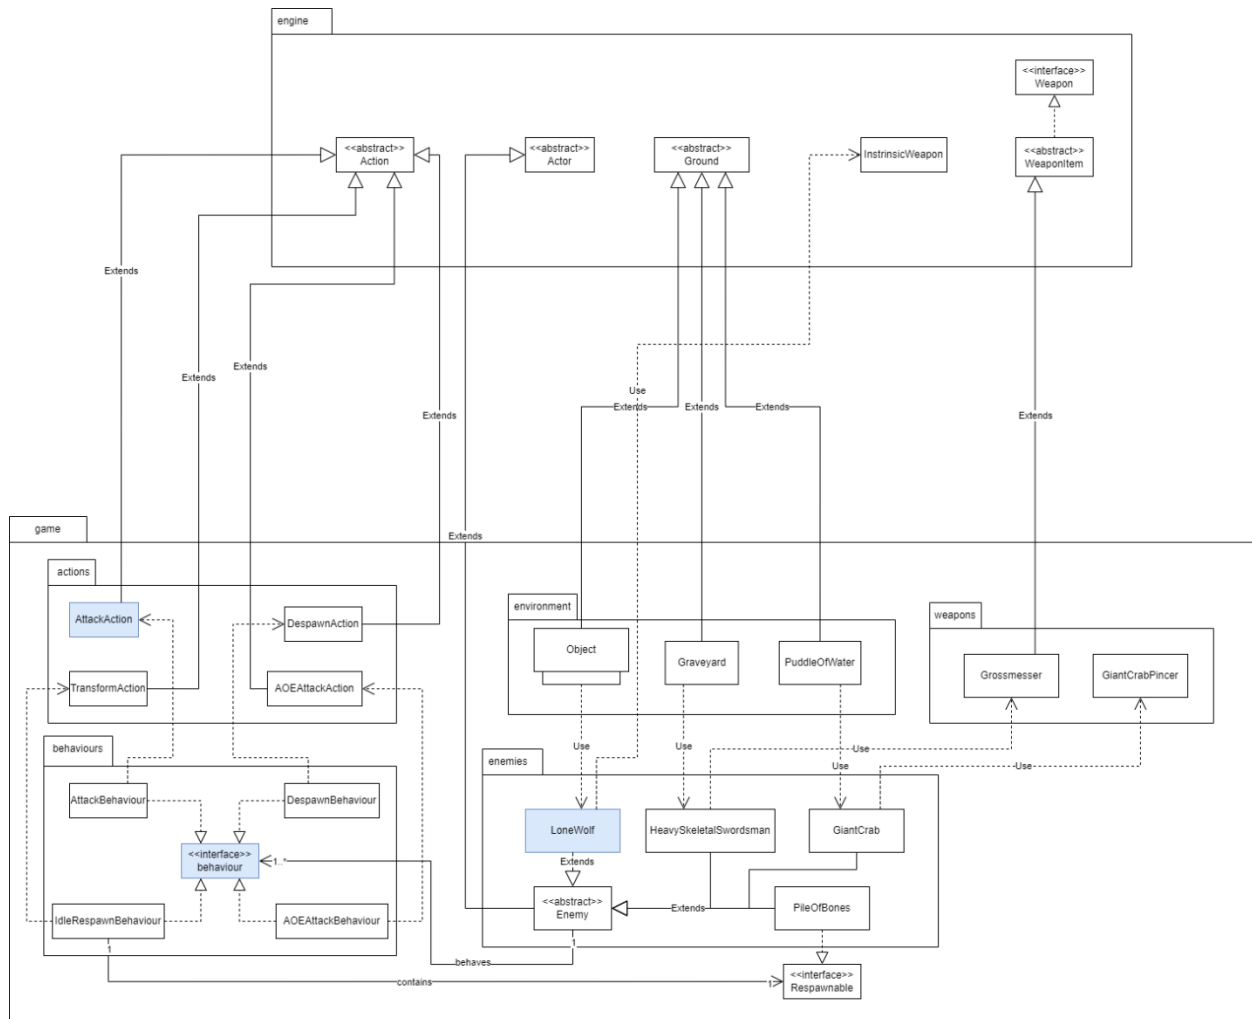 engine
<<interface>>
Weapon
<<abstract>>
Action
<<abstract>>
Actor
<<abstract>>
Ground
InstrinsicWeapon
<<abstract>>
WeaponItem
Extends
Extends
Extends
Extends
Use
Extends
Extends
Extends
Extends
game
Extends
actions
AttackAction
DespawnAction
TransformAction
AOEAttackAction
environment
Object
Graveyard
PuddleOfWater
weapons
Grossmesser
GiantCrabPincer
behaviours
AttackBehaviour
DespawnBehaviour
<<interface>>
behaviour
1..*
IdleRespawnBehaviour
AOEAttackBehaviour
1
Use
Use
Use
Use
Use
enemies
LoneWolf
HeavySkeletalSwordsman
GiantCrab
Extends
<<abstract>>
Enemy
Extends
PileOfBones
1
behaves
contains
1
<<interface>>
Respawnable